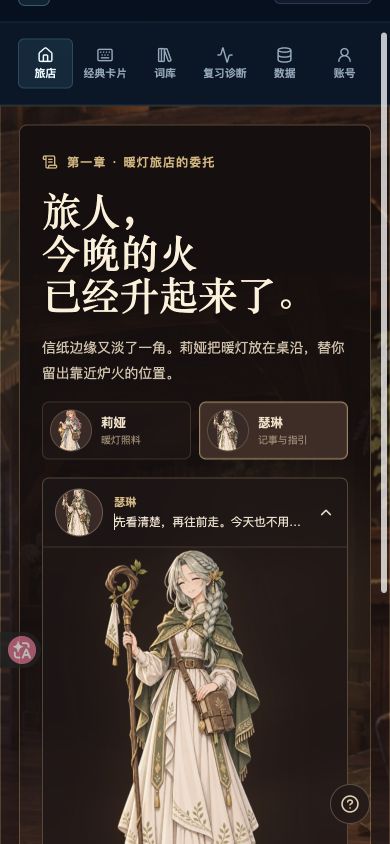 旅店
经典卡片
词库
复习诊断
数据
账号
第一章 · 暖灯旅店的委托
旅人，
今晚的火
已经升起来了。
信纸边缘又淡了一角。莉娅把暖灯放在桌沿，替你
留出靠近炉火的位置。
莉娅
暖灯照料
瑟琳
记事与指引
瑟琳
先看清楚，再往前走。今天也不用...